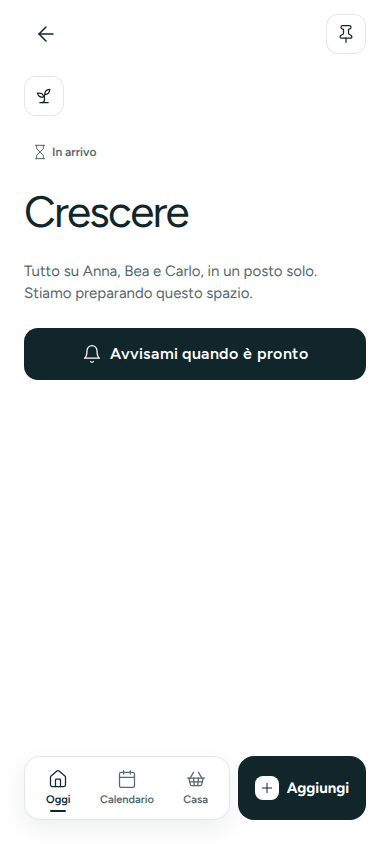 In arrivo
Crescere
Tutto su Anna, Bea e Carlo, in un posto solo.
Stiamo preparando questo spazio.
Avvisami quando è pronto
Oggi
Calendario
Casa
Aggiungi